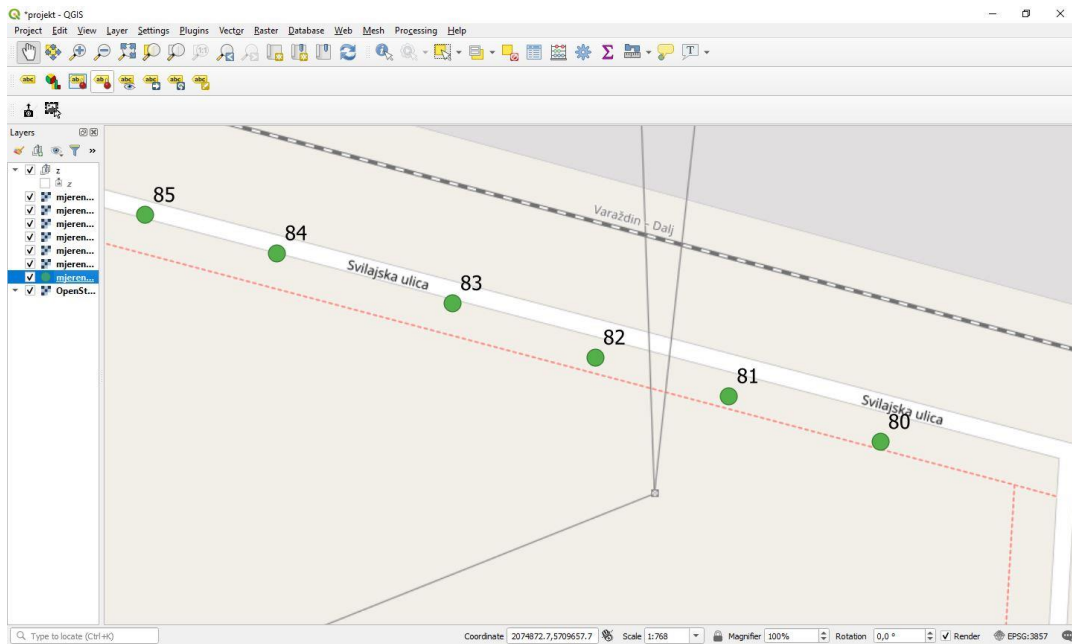 *projekt - QGIS
Project Edit View Layer Settings Plugins Vector Raster Database Web Mesh Processing Help
Layers
z
z
mjeren...
mjeren...
mjeren...
mjeren...
mjeren...
mjeren...
mjeren...
OpenSt...
85
84
83
82
81
80
Varaždin - Dalj
Svilajska ulica
Svilajska ulica
Type to locate (Ctrl+K)
Coordinate 2074872.7,5709657.7 Scale 1:768 Magnifier 100% Rotation 0,0 ° Render EPSG:3857